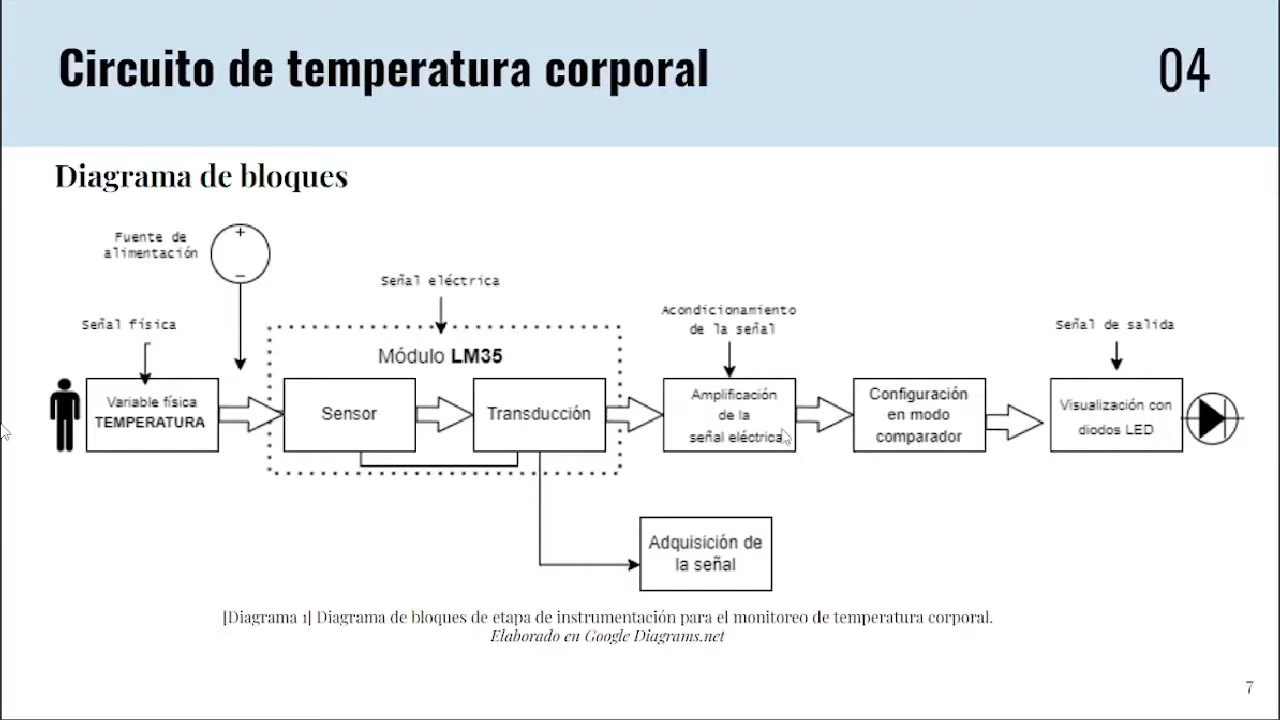 Circuito de temperatura corporal
04
Diagrama de bloques
Fuente de
alimentación
+
−
Señal física
Señal eléctrica
Acondicionamiento
de la señal
Señal de salida
Módulo LM35
Variable física
TEMPERATURA
Sensor
Transducción
Amplificación
de la
señal eléctrica
Configuración
en modo
comparador
Visualización con
diodos LED
Adquisición de
la señal
[Diagrama 1] Diagrama de bloques de etapa de instrumentación para el monitoreo de temperatura corporal.
Elaborado en Google Diagrams.net
7